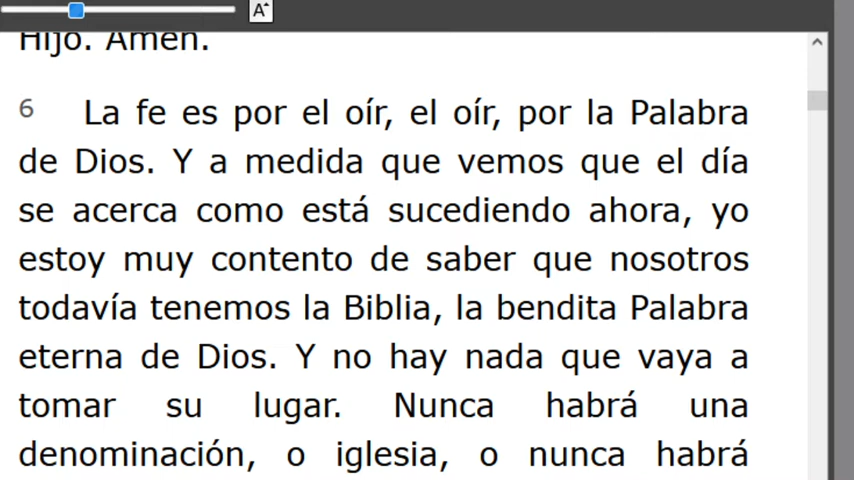 Hijo. Amén.
6 La fe es por el oír, el oír, por la Palabra
de Dios. Y a medida que vemos que el día
se acerca como está sucediendo ahora, yo
estoy muy contento de saber que nosotros
todavía tenemos la Biblia, la bendita Palabra
eterna de Dios. Y no hay nada que vaya a
tomar su lugar. Nunca habrá una
denominación, o iglesia, o nunca habrá